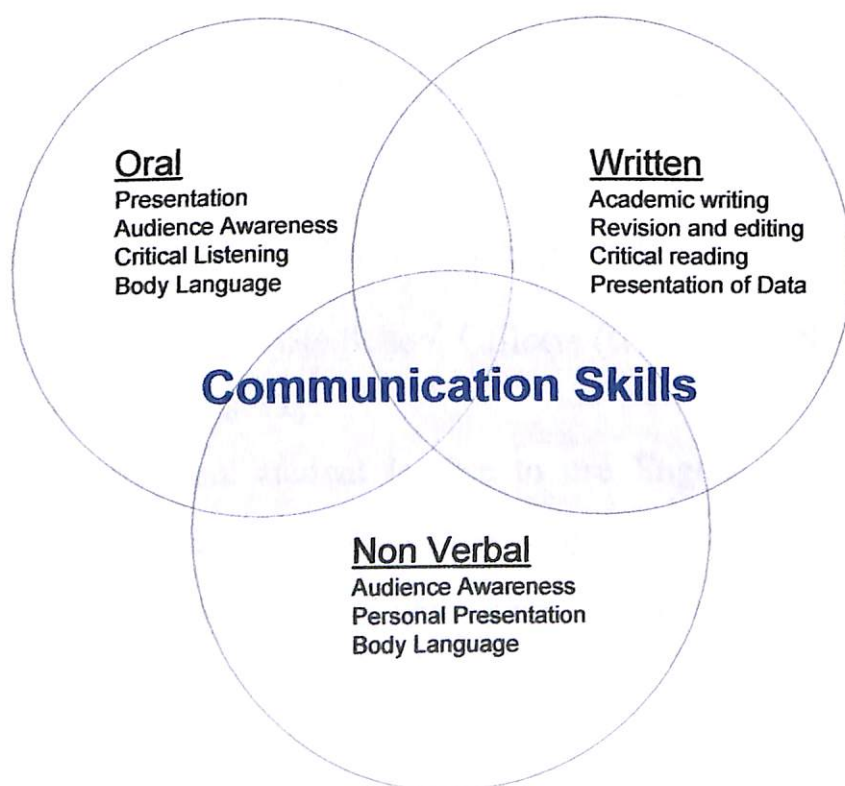 Oral
Presentation
Audience Awareness
Critical Listening
Body Language
Written
Academic writing
Revision and editing
Critical reading
Presentation of Data
Communication Skills
Non Verbal
Audience Awareness
Personal Presentation
Body Language